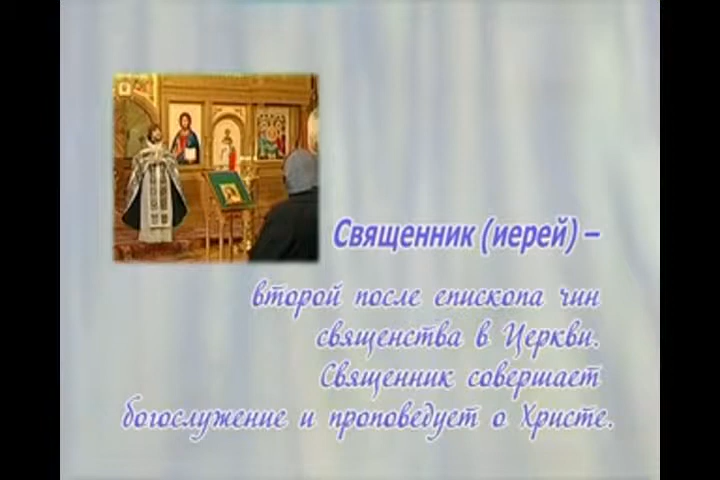 Священник (иерей) –
второй после епископа чин
священства в Церкви.
Священник совершает
богослужение и проповедует о Христе.